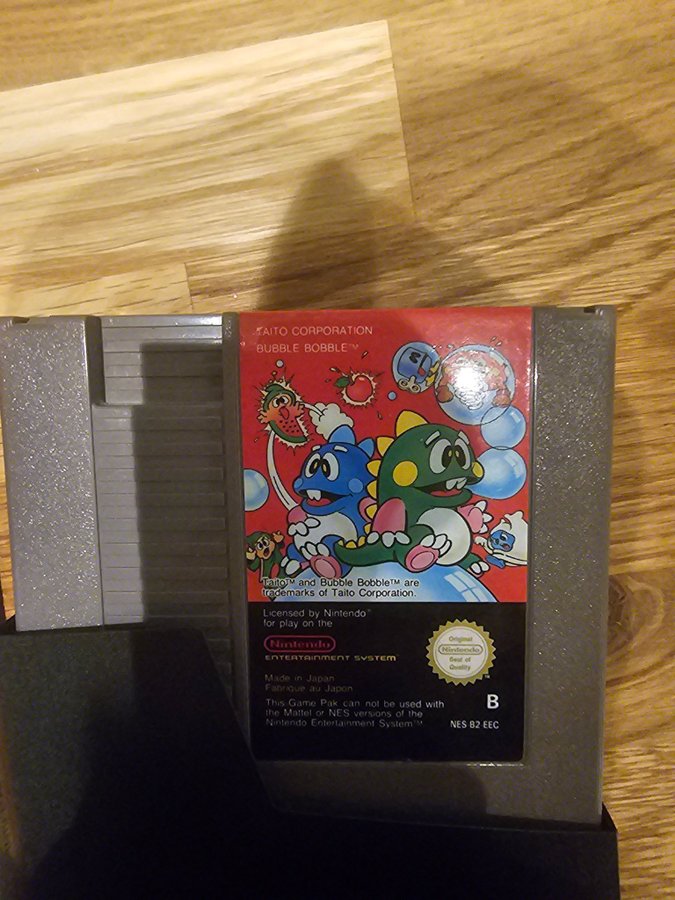 TAITO CORPORATION
BUBBLE BOBBLE™
Taito™ and Bubble Bobble™ are
trademarks of Taito Corporation.
Licensed by Nintendo™
for play on the
Nintendo
ENTERTAINMENT SYSTEM
Original
Nintendo
Seal of
Quality
Made in Japan
Fabriqué au Japon
This Game Pak can not be used with
the Mattel or NES versions of the
Nintendo Entertainment System™
B
NES B2 EEC